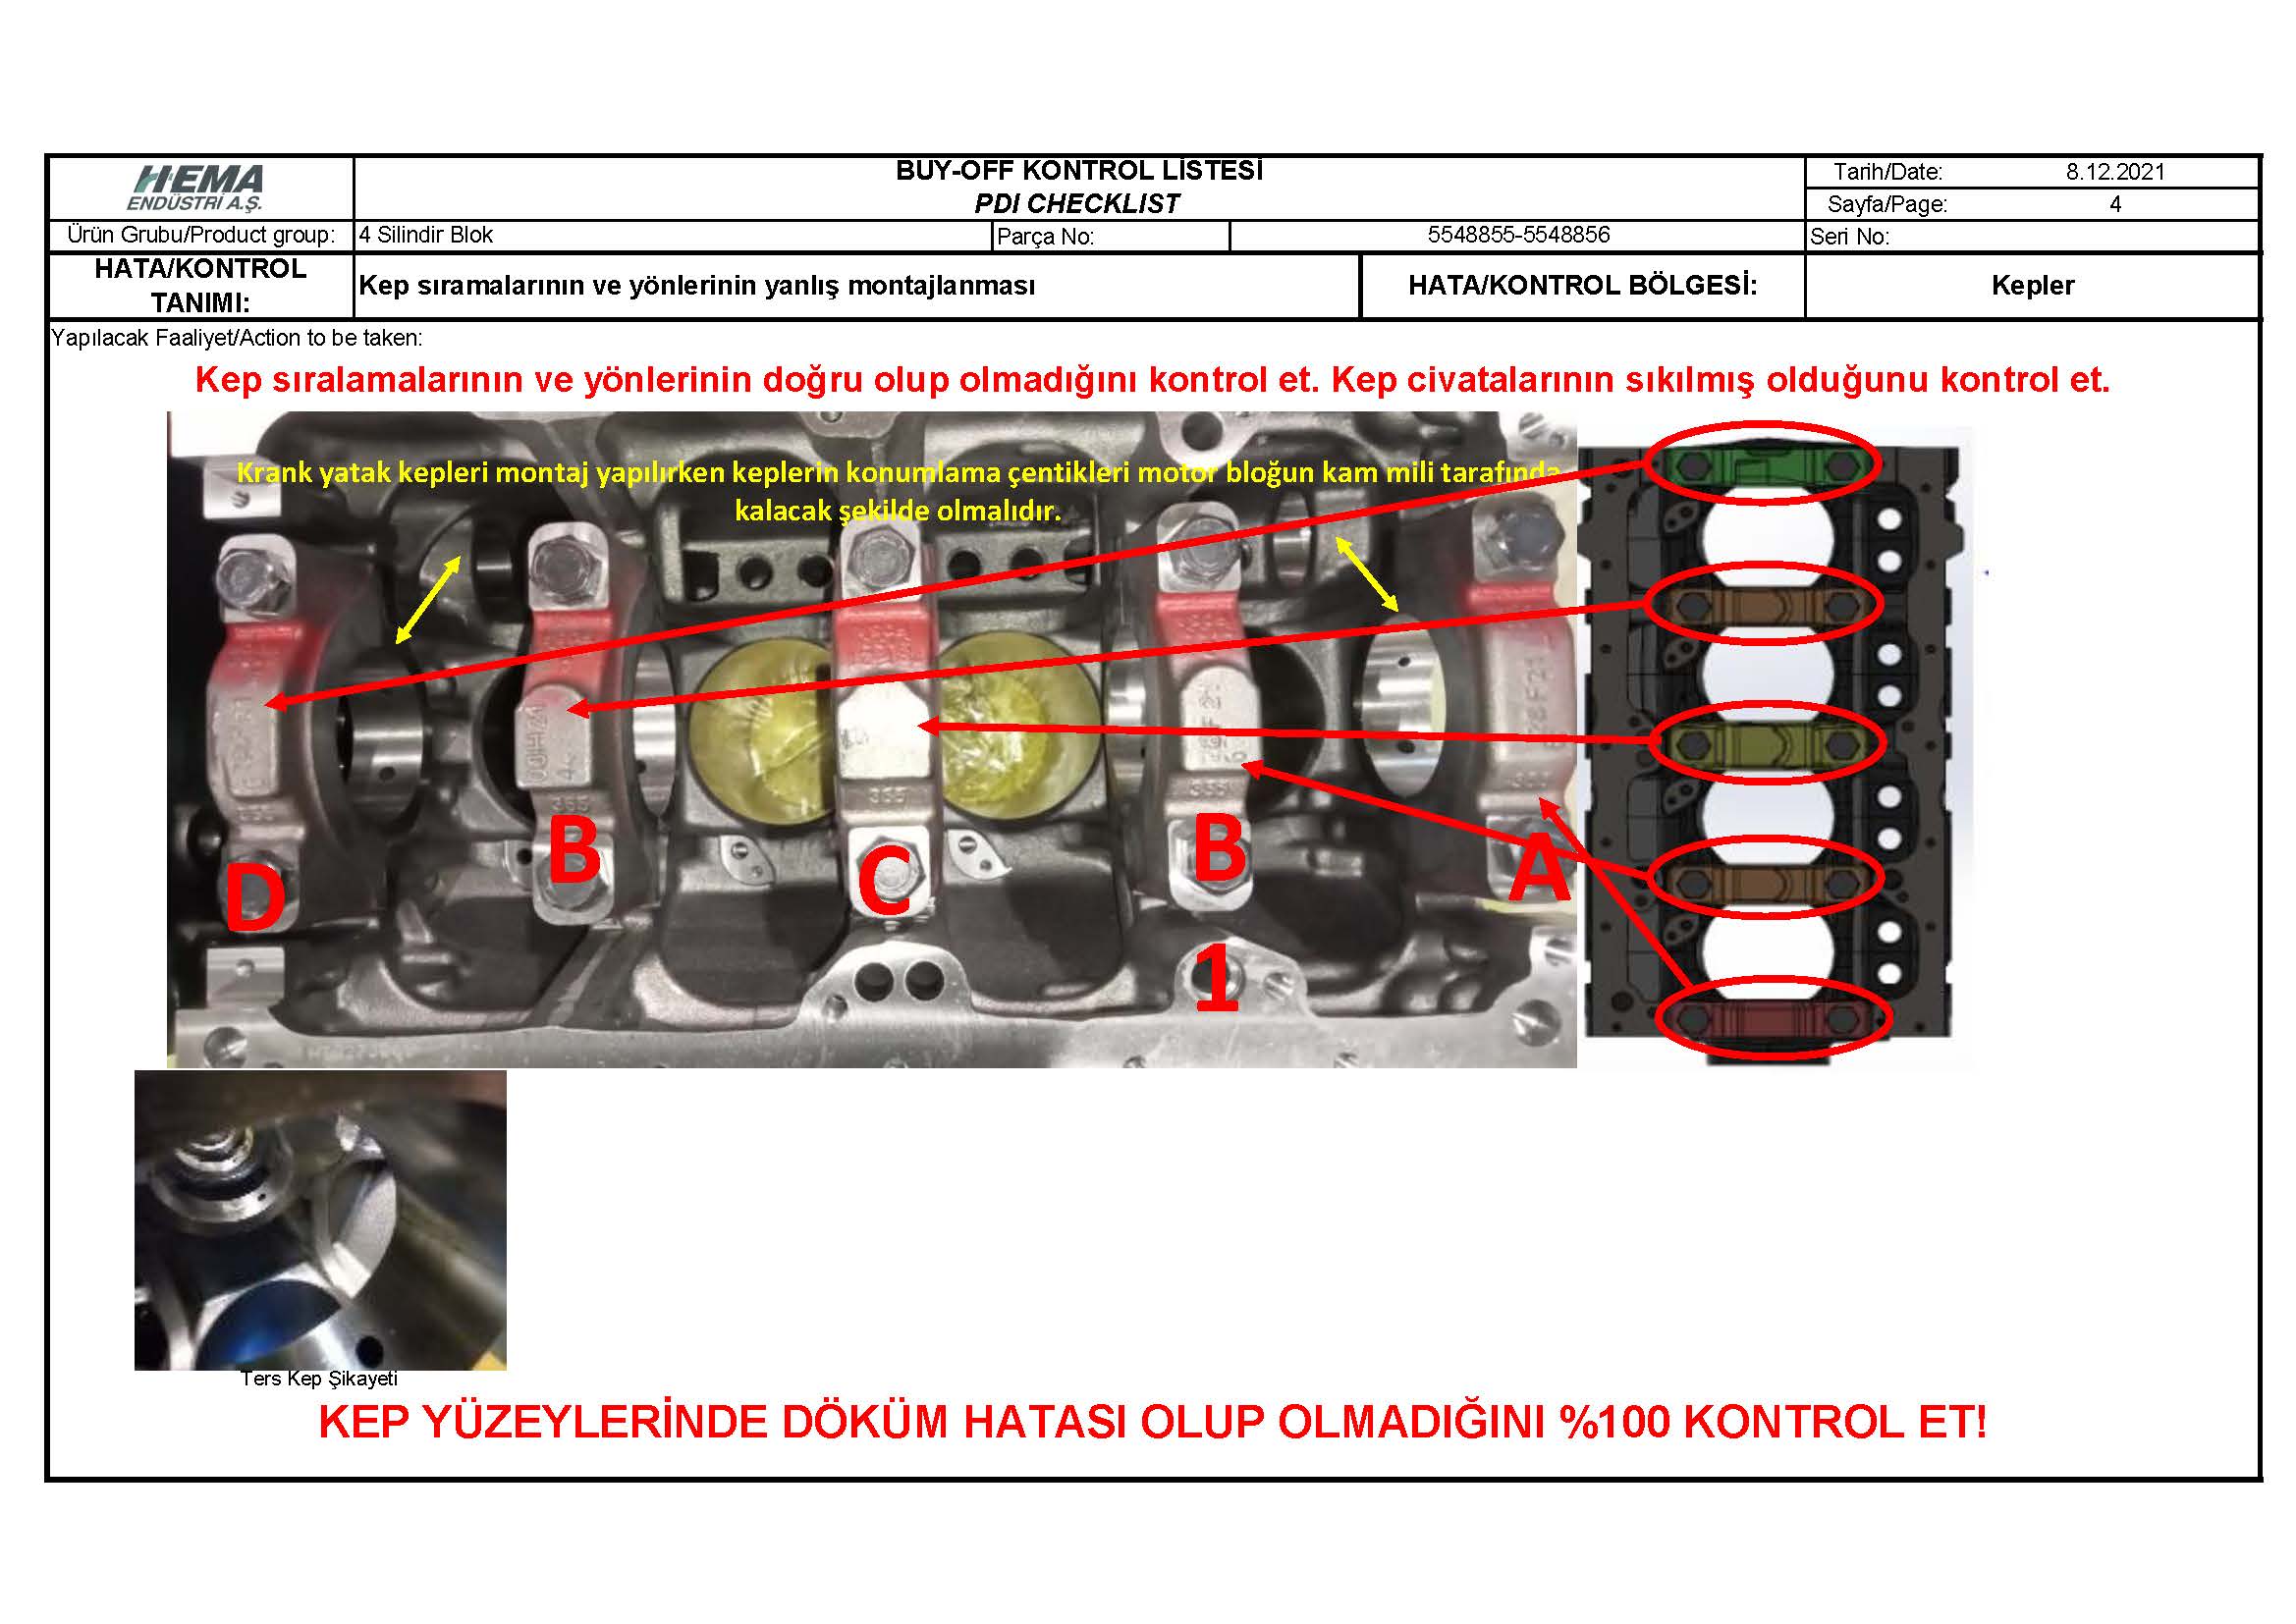 HEMA
ENDÜSTRİ A.Ş.
BUY-OFF KONTROL LİSTESİ
PDI CHECKLIST
Tarih/Date: 8.12.2021
Sayfa/Page: 4
Ürün Grubu/Product group: 4 Silindir Blok Parça No: 5548855-5548856 Seri No:
HATA/KONTROL TANIMI: Kep sıramalarının ve yönlerinin yanlış montajlanması HATA/KONTROL BÖLGESİ: Kepler
Yapılacak Faaliyet/Action to be taken:
Kep sıralamalarının ve yönlerinin doğru olup olmadığını kontrol et. Kep civatalarının sıkılmış olduğunu kontrol et.
Krank yatak kepleri montaj yapılırken keplerin konumlama çentikleri motor bloğun kam mili tarafında
kalacak şekilde olmalıdır.
365
D B C B A
1
Ters Kep Şikayeti
KEP YÜZEYLERİNDE DÖKÜM HATASI OLUP OLMADIĞINI %100 KONTROL ET!